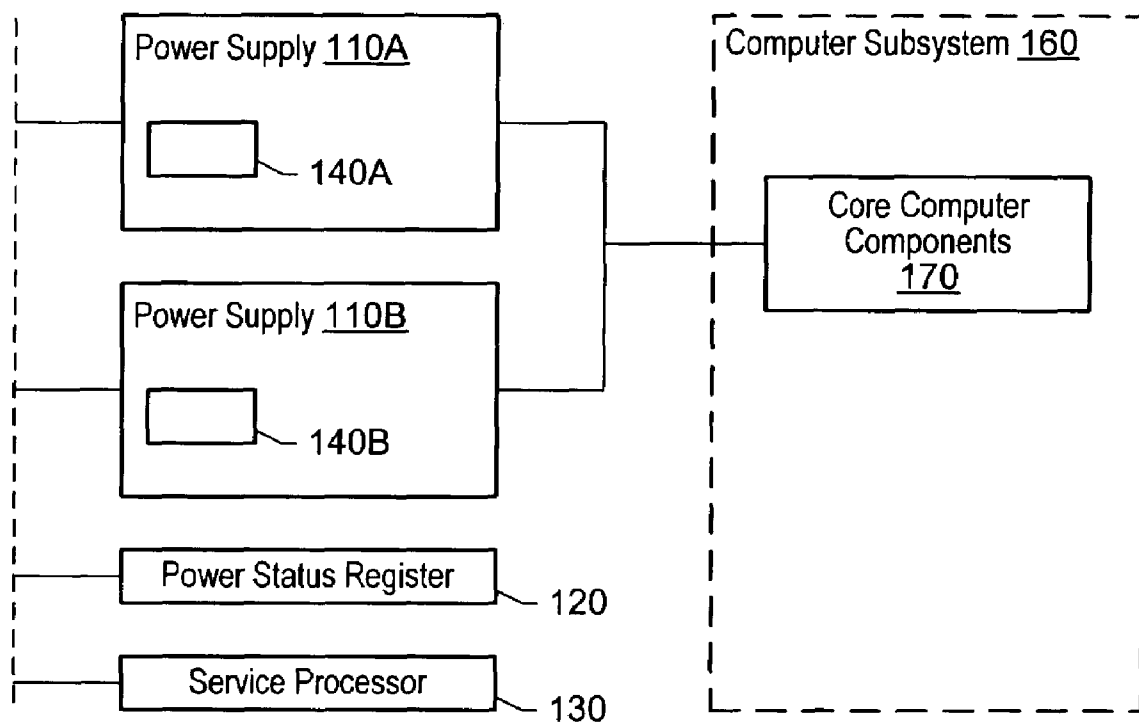 Power Supply 110A
140A
Power Supply 110B
140B
Power Status Register
120
Service Processor
130
Computer Subsystem 160
Core Computer
Components
170